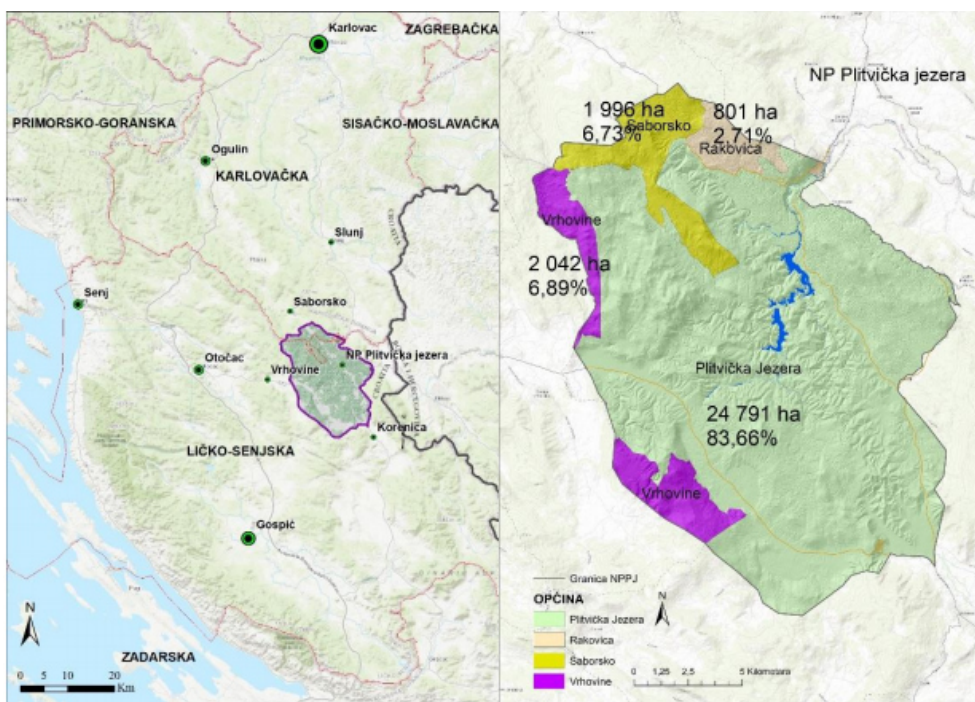 Karlovac
ZAGREBAČKA
PRIMORSKO-GORANSKA
SISAČKO-MOSLAVAČKA
Ogulin
KARLOVAČKA
Slunj
Senj
Saborsko
Otočac
Vrhovine
NP Plitvička jezera
Korenica
LIČKO-SENJSKA
Gospić
N
ZADARSKA
0 5 10 20
Km
NP Plitvička jezera
1 996 ha
6,73%
Saborsko
801 ha
2,71%
Rakovica
Vrhovine
2 042 ha
6,89%
Plitvička Jezera
24 791 ha
83,66%
Vrhovine
Granica NPPJ
OPĆINA
Plitvička Jezera
Rakovica
Saborsko
Vrhovine
N
0 1,25 2,5 5 Kilometara